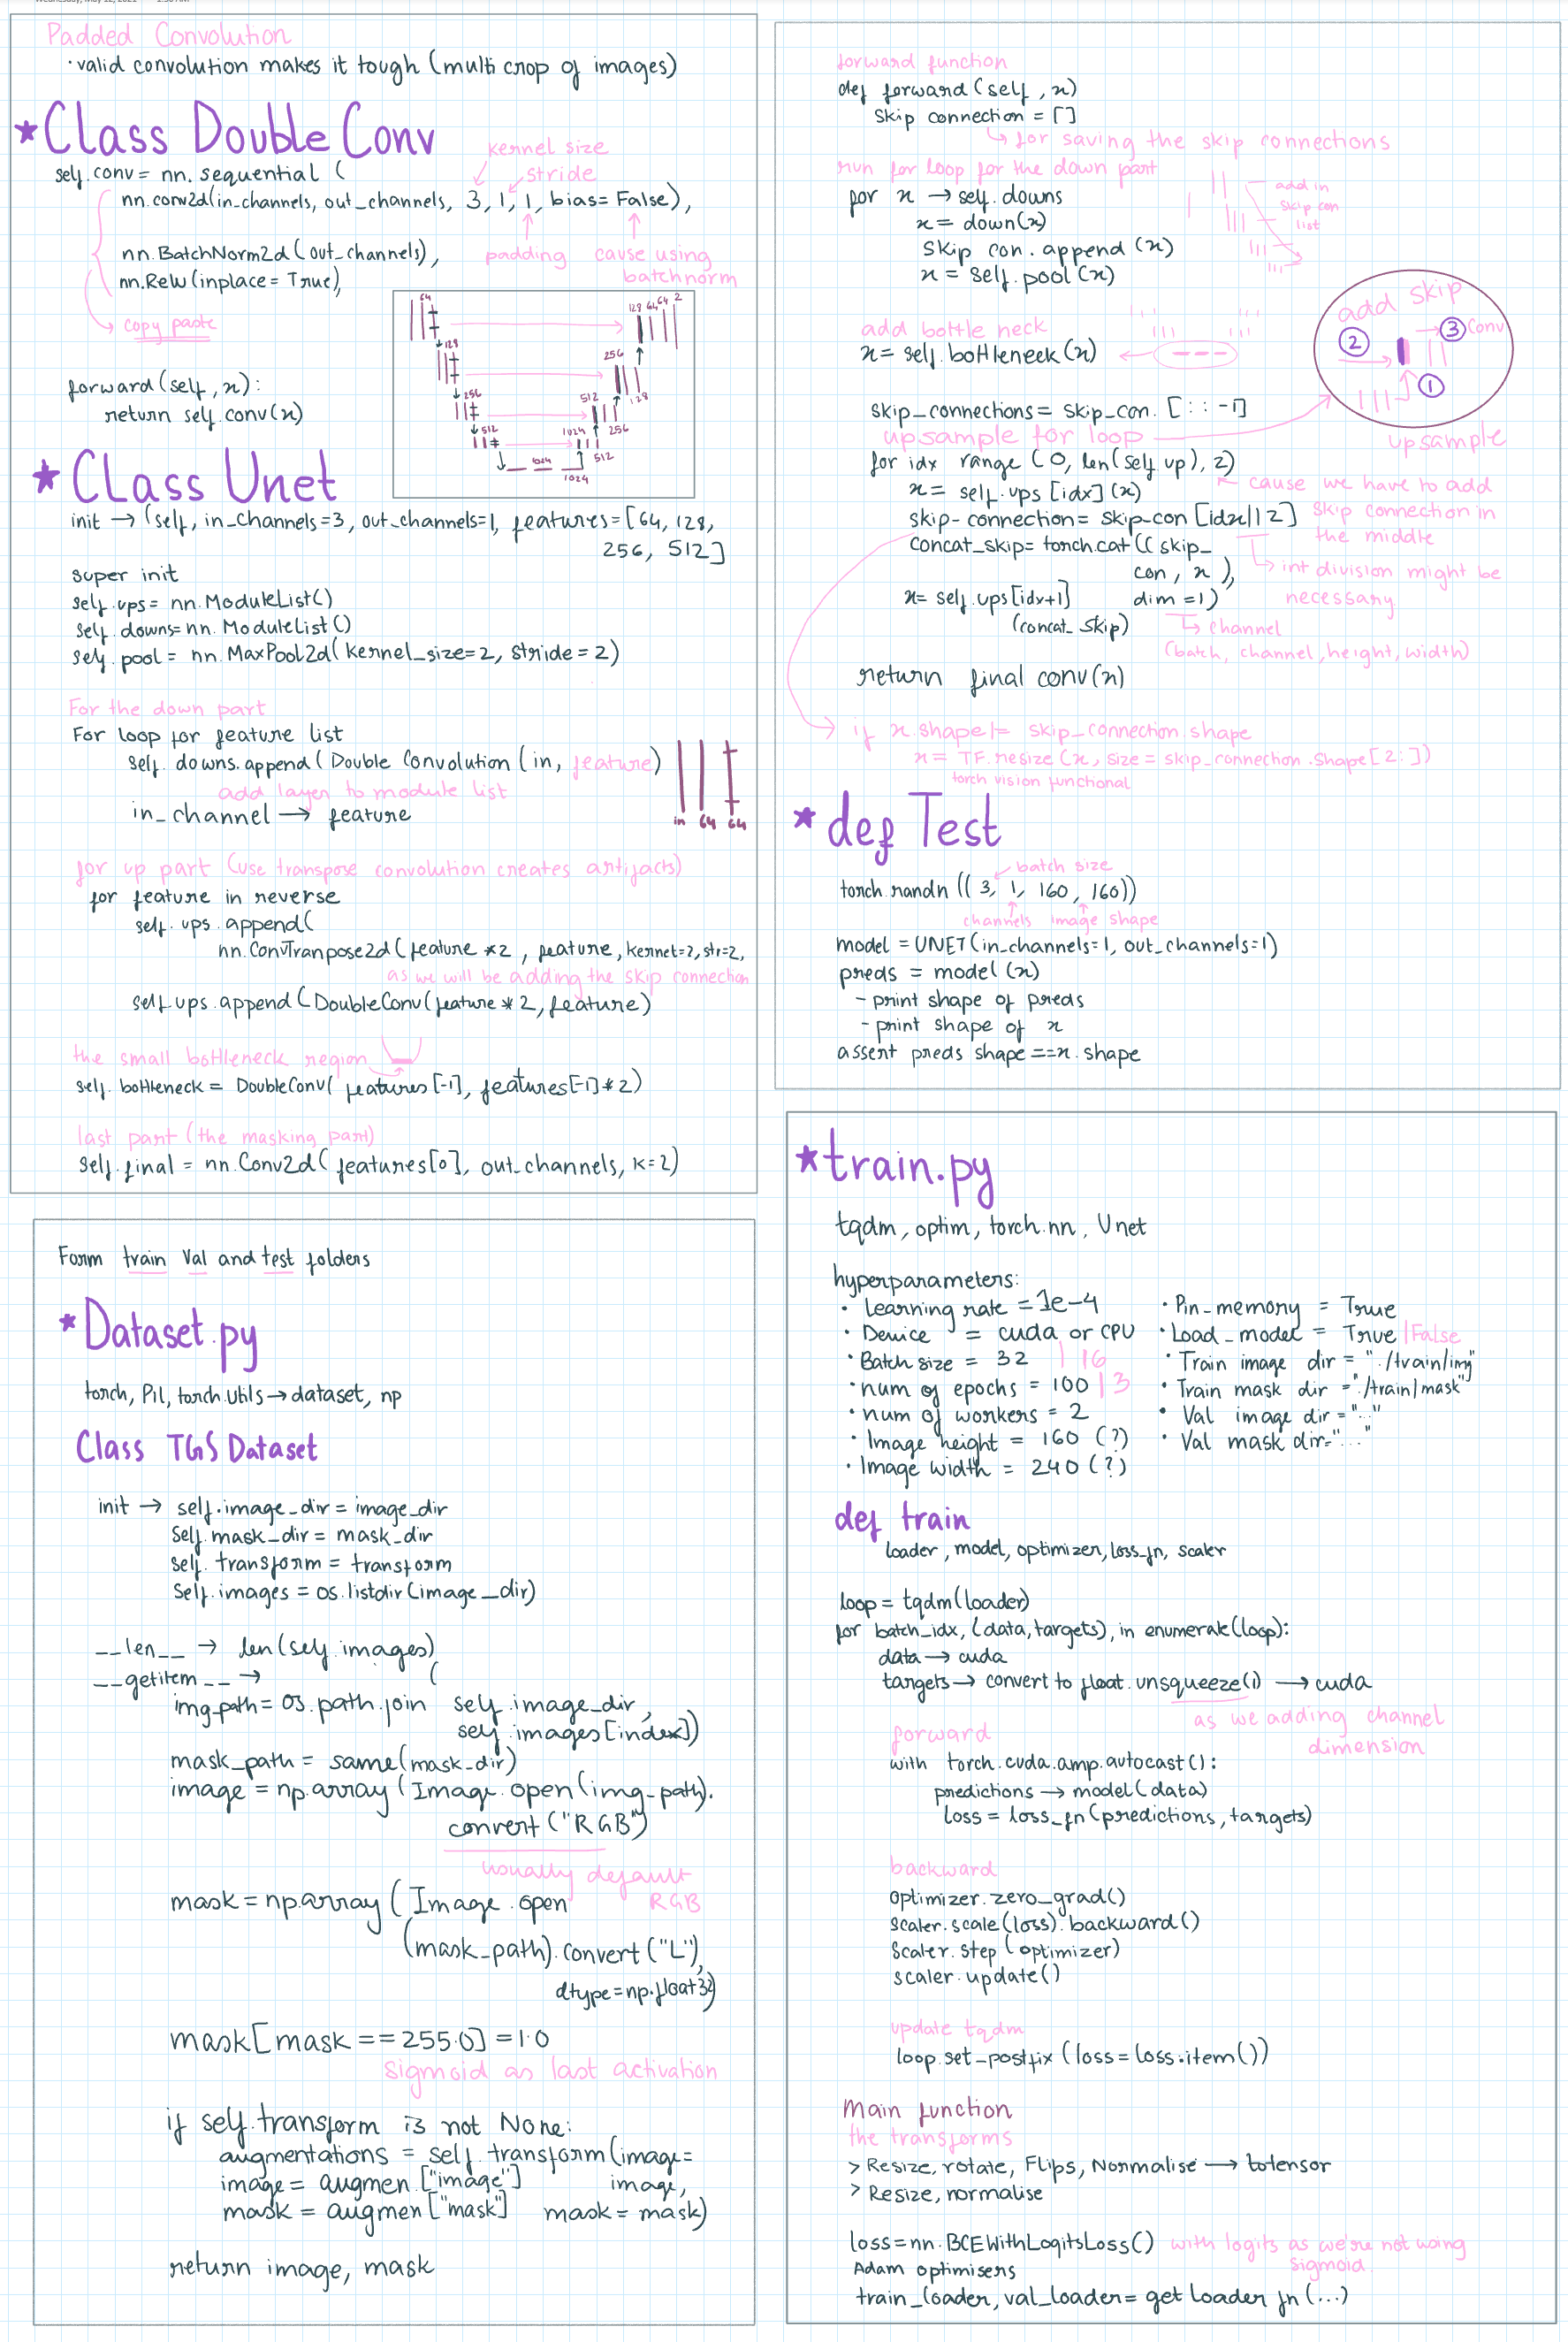 Padded Convolution
· valid convolution makes it tough (multi crop of images)
* Class Double Conv
kernel size
stride
self.conv = nn.sequential (
nn.conv2d(in_channels, out_channels, 3, 1, 1, bias= False),
padding
cause using
batchnorm
nn.BatchNorm2d (out_channels),
nn.Relu (inplace = True),
copy paste
forward (self, x):
return self.conv(x)
64
128
256
512
1024
1024
512
1024
256
512
128
256
128 64 64 2
* Class Unet
init → (self, in_channels=3, out_channels=1, features=[64, 128,
256, 512]
super init
self.ups= nn.ModuleList()
self.downs= nn.ModuleList()
self.pool = nn.MaxPool2d( kernel_size=2, stride = 2)
For the down part
For loop for feature list
self. downs.append ( Double Convolution (in, feature)
add layer to module list
in_channel → feature
in 64 64
for up part (use transpose convolution creates artifacts)
for feature in reverse
self. ups .append(
nn.ConvTranpose2d( feature *2 , feature, kernel=2, str=2,
as we will be adding the skip connection
self.ups.append ( DoubleConv( feature * 2, feature)
the small bottleneck region
self. bottleneck = DoubleConv( features [-1], features[-1]*2)
last part (the masking part)
self.final = nn.Conv2d( features[0], out_channels, k=2)
forward function
def forward (self, x)
skip connection = []
for saving the skip connections
run for loop for the down part
for x → self.downs
x = down(x)
skip con. append (x)
x = self.pool (x)
add in
skip con
list
add bottle neck
x= self.bottleneck (x)
add skip
2
3 Conv
1
upsample
skip_connections = skip_con. [: : -1]
upsample for loop
for idx range (0, len(self up), 2)
x= self.ups [idx] (x)
cause we have to add
skip connection in
the middle
skip-connection= skip-con [idx//2]
concat_skip= torch.cat (( skip_
con, x ),
dim =1)
int division might be
necessary
x= self.ups[idx+1]
(concat_skip)
channel
(batch, channel, height, width)
return final conv(x)
if x.shape != skip_connection.shape
x= TF.resize (x, size = skip_connection.shape[2:])
torch vision functional
* def Test
batch size
torch.randn (( 3, 1, 160, 160))
channels image shape
model = UNET (in_channels=1, out_channels=1)
preds = model (x)
- print shape of preds
- print shape of x
assert preds shape ==x.shape
Form train Val and test folders
* Dataset.py
torch, Pil, torch.utils → dataset, np
Class TGS Dataset
init → self.image_dir = image_dir
self.mask_dir = mask_dir
self. transform = transform
self.images = os.listdir(image_dir)
__len__ → len(self.images)
__getitem__ →
img_path= os.path.join ( self.image_dir,
self.images[index])
mask_path = same(mask_dir)
image = np.array (Image.open (img_path).
convert ("RGB")
usually default
RGB
mask = np.array ( Image.open
(mask_path).convert ("L"),
dtype=np.float32)
mask[mask == 255.0] = 1.0
Sigmoid as last activation
if self.transform is not None:
augmentations = self.transform (image=
image,
mask = mask)
image = augmen.["image"]
mask = augmen ["mask"]
return image, mask
* train.py
tqdm, optim, torch.nn, Unet
hyperparameters:
· Learning rate = 1e-4
· Device = cuda or CPU
· Batch size = 32 | 16
· num of epochs = 100 | 3
· num of workers = 2
· Image height = 160 (?)
· Image width = 240 (?)
· Pin_memory = True
· Load_model = True |False
· Train image dir = "./train/img"
· Train mask dir = "./train/mask"
· Val image dir = "..."
· Val mask dir= "..."
def train
loader, model, optimizer, loss_fn, scaler
loop = tqdm (loader)
for batch_idx, (data, targets), in enumerate(loop):
data → cuda
targets → convert to float.unsqueeze(1) → cuda
as we adding channel
dimension
forward
with torch.cuda.amp.autocast():
predictions → model (data)
loss = loss_fn (predictions, targets)
backward
optimizer.zero_grad()
scaler.scale(loss).backward()
scaler.step (optimizer)
scaler.update()
update tqdm
loop.set_postfix (loss=loss.item())
Main function
the transforms
> Resize, rotate, Flips, Normalise → totensor
> Resize, normalise
loss=nn.BCEWithLogitsLoss() with logits as we're not using
Sigmoid.
Adam optimisers
train_loader, val_loader= get loader fn (...)